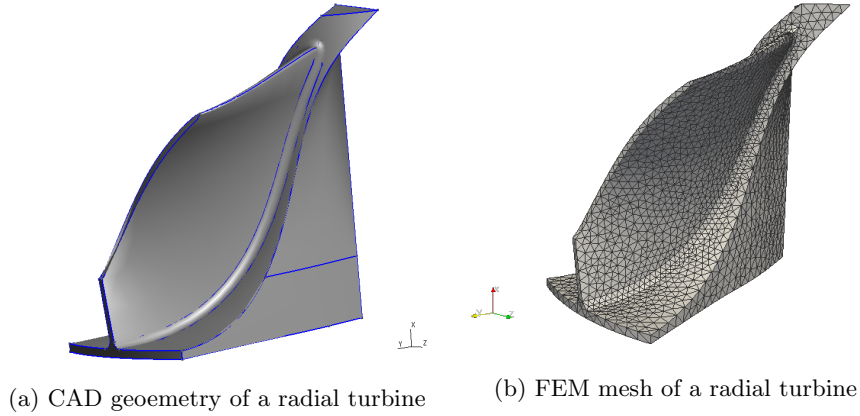 X
Y
Z
X
Y
Z
(a) CAD geoemetry of a radial turbine
(b) FEM mesh of a radial turbine